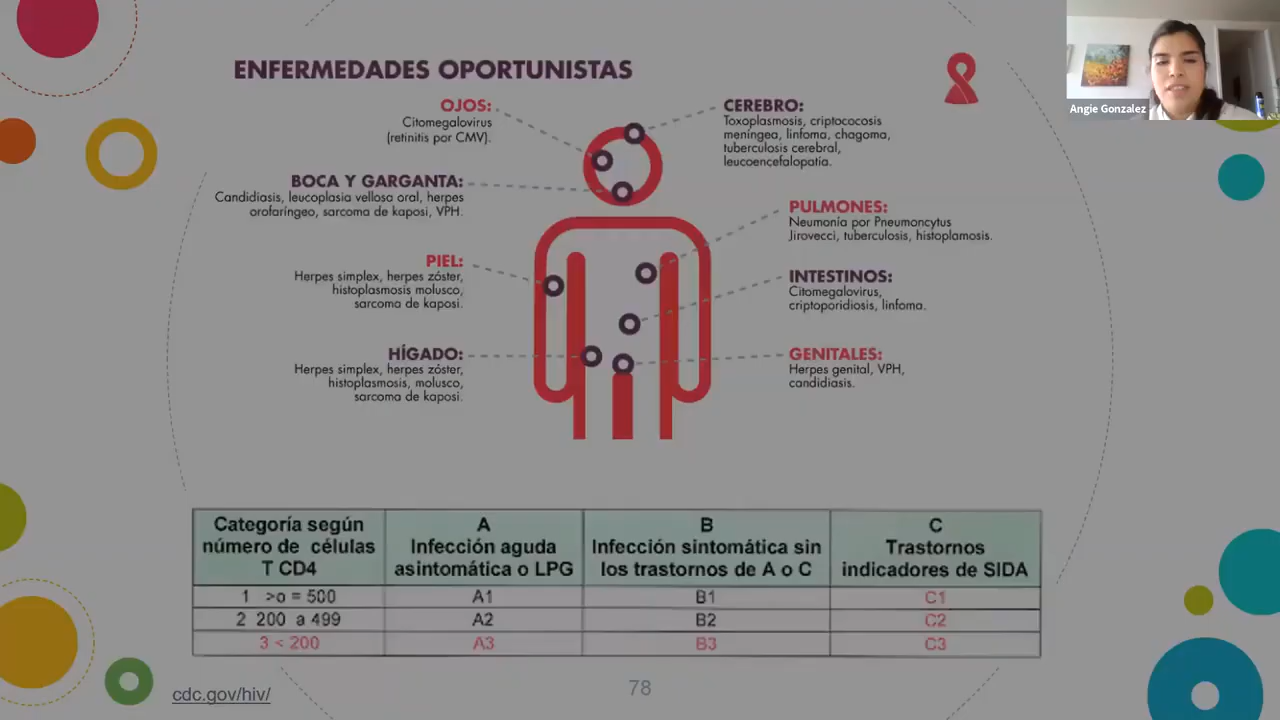 ENFERMEDADES OPORTUNISTAS
OJOS:
Citomegalovirus
(retinitis por CMV).
BOCA Y GARGANTA:
Candidiasis, leucoplasia vellosa oral, herpes
orofaríngeo, sarcoma de kaposi, VPH.
PIEL:
Herpes simplex, herpes zóster,
histoplasmosis molusco,
sarcoma de kaposi.
HÍGADO:
Herpes simplex, herpes zóster,
histoplasmosis, molusco,
sarcoma de kaposi.
CEREBRO:
Toxoplasmosis, criptococosis
meníngea, linfoma, chagoma,
tuberculosis cerebral,
leucoencefalopatia.
PULMONES:
Neumonía por Pneumoncytus
Jirovecci, tuberculosis, histoplamosis.
INTESTINOS:
Citomegalovirus,
criptoporidiosis, linfoma.
GENITALES:
Herpes genital, VPH,
candidiasis.
Angie Gonzalez
Categoría según número de células T CD4 A Infección aguda asintomática o LPG B Infección sintomática sin los trastornos de A o C C Trastornos indicadores de SIDA
1 >o = 500 A1 B1 C1
2 200 a 499 A2 B2 C2
3 < 200 A3 B3 C3
cdc.gov/hiv/
78